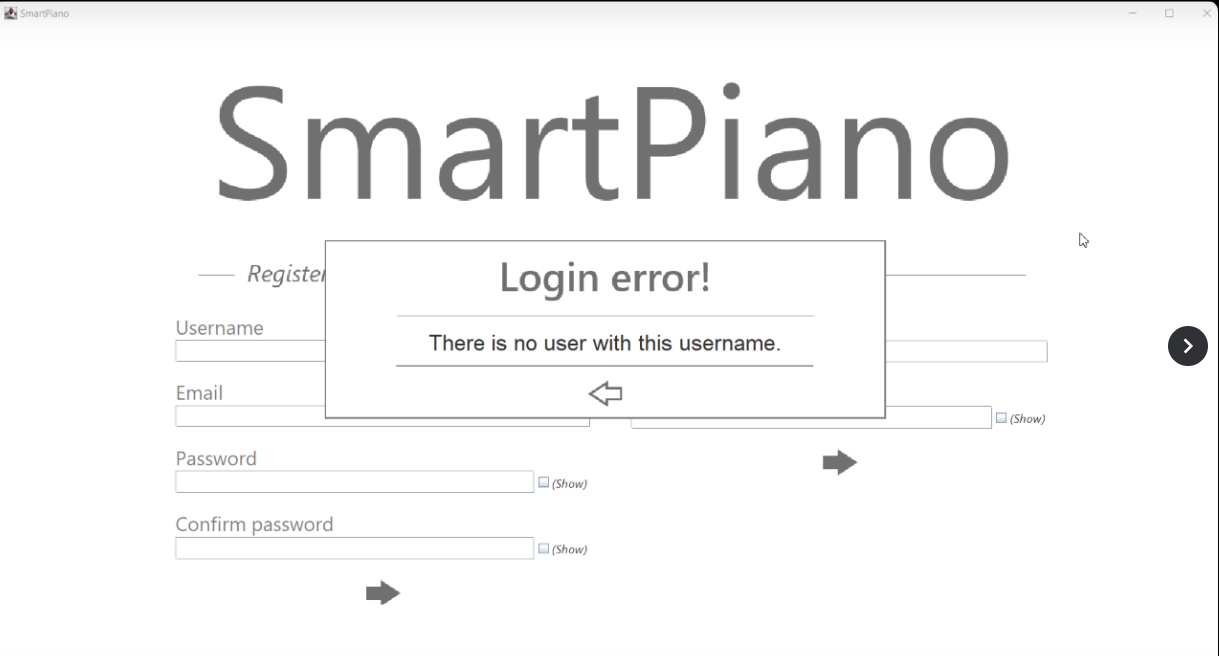 SmartPiano
SmartPiano
Register
Login error!
There is no user with this username.
Username
Email
(Show)
Password
(Show)
Confirm password
(Show)